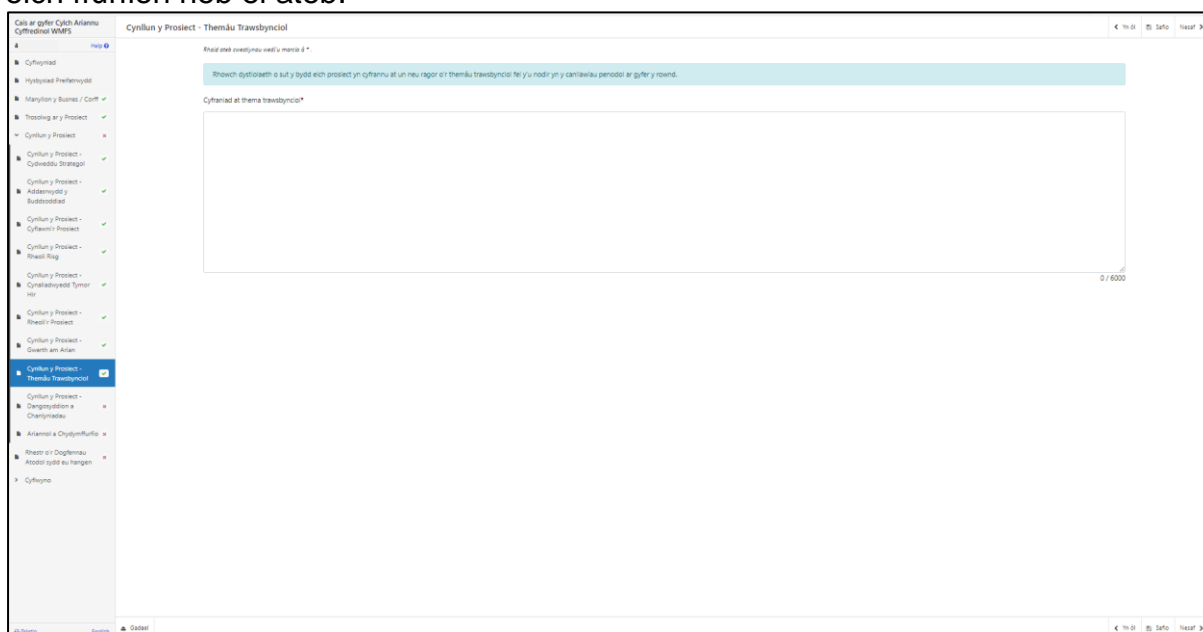 eich ffurflen heb ei ateb.
Cais ar gyfer Cylch Ariannu
Cyffredinol WMFS
Help
Cyflwyniad
Hysbysiad Preifatrwydd
Manylion y Busnes / Corff
Trosolwg ar y Prosiect
Cynllun y Prosiect
Cynllun y Prosiect -
Cydweddu Strategol
Cynllun y Prosiect -
Addasrwydd y
Buddsoddiad
Cynllun y Prosiect -
Cyflawni'r Prosiect
Cynllun y Prosiect -
Rheoli Risg
Cynllun y Prosiect -
Cynaliadwyedd Tymor
Hir
Cynllun y Prosiect -
Rheoli'r Prosiect
Cynllun y Prosiect -
Gwerth am Arian
Cynllun y Prosiect -
Themâu Trawsbynciol
Cynllun y Prosiect -
Dangosyddion a
Chanlyniadau
Ariannol a Chydymffurfio
Rhestr o'r Dogfennau
Atodol sydd eu hangen
Cyflwyno
English
Cynllun y Prosiect - Themâu Trawsbynciol
Yn ôl Safio Nesaf
Rhaid ateb cwestiynau wedi'u marcio â *.
Rhowch dystiolaeth o sut y bydd eich prosiect yn cyfrannu at un neu ragor o'r themâu trawsbynciol fel y'u nodir yn y canllawiau penodol ar gyfer y rownd.
Cyfraniad at thema trawsbynciol*
0 / 6000
Gadael
Yn ôl Safio Nesaf